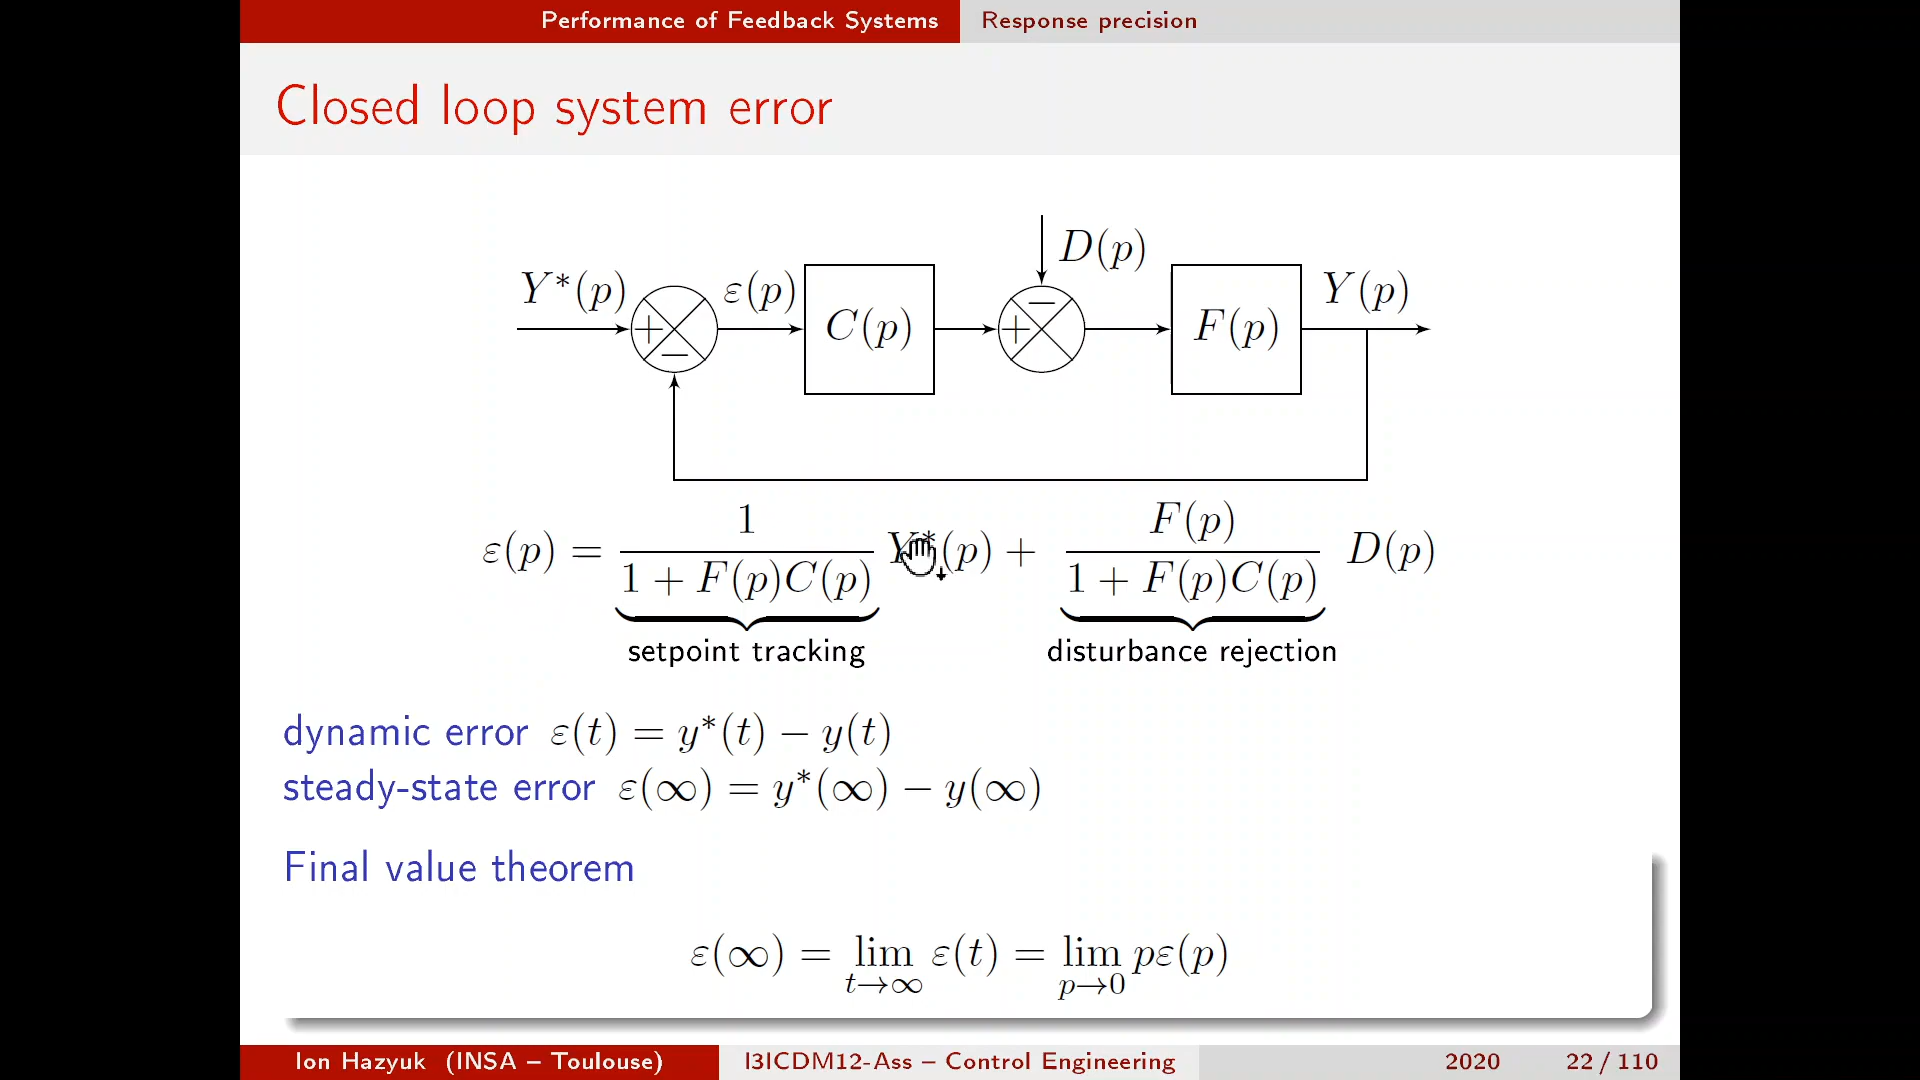 Performance of Feedback Systems Response precision
Closed loop system error
D(p)
Y*(p) ε(p) Y(p)
+ − C(p) + − F(p)
ε(p) = 1 / (1 + F(p)C(p)) Y*(p) + F(p) / (1 + F(p)C(p)) D(p)
setpoint tracking disturbance rejection
dynamic error ε(t) = y*(t) − y(t)
steady-state error ε(∞) = y*(∞) − y(∞)
Final value theorem
ε(∞) = lim t→∞ ε(t) = lim p→0 pε(p)
Ion Hazyuk (INSA – Toulouse) I3ICDM12-Ass – Control Engineering 2020 22 / 110